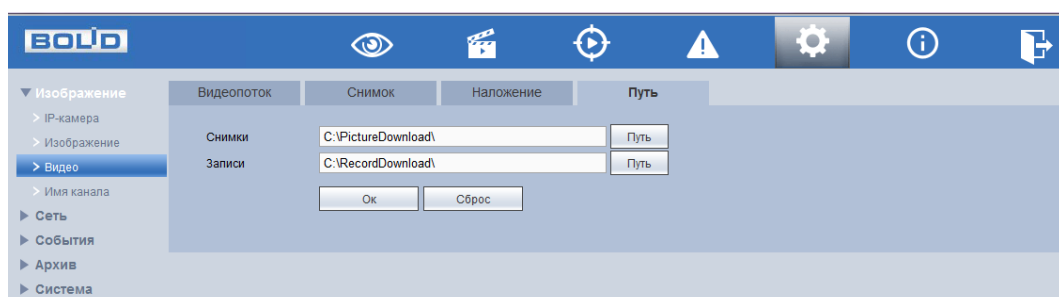 BOLID
Изображение
IP-камера
Изображение
Видео
Имя канала
Сеть
События
Архив
Система
Видеопоток
Снимок
Наложение
Путь
Снимки C:\PictureDownload\ Путь
Записи C:\RecordDownload\ Путь
Ок Сброс